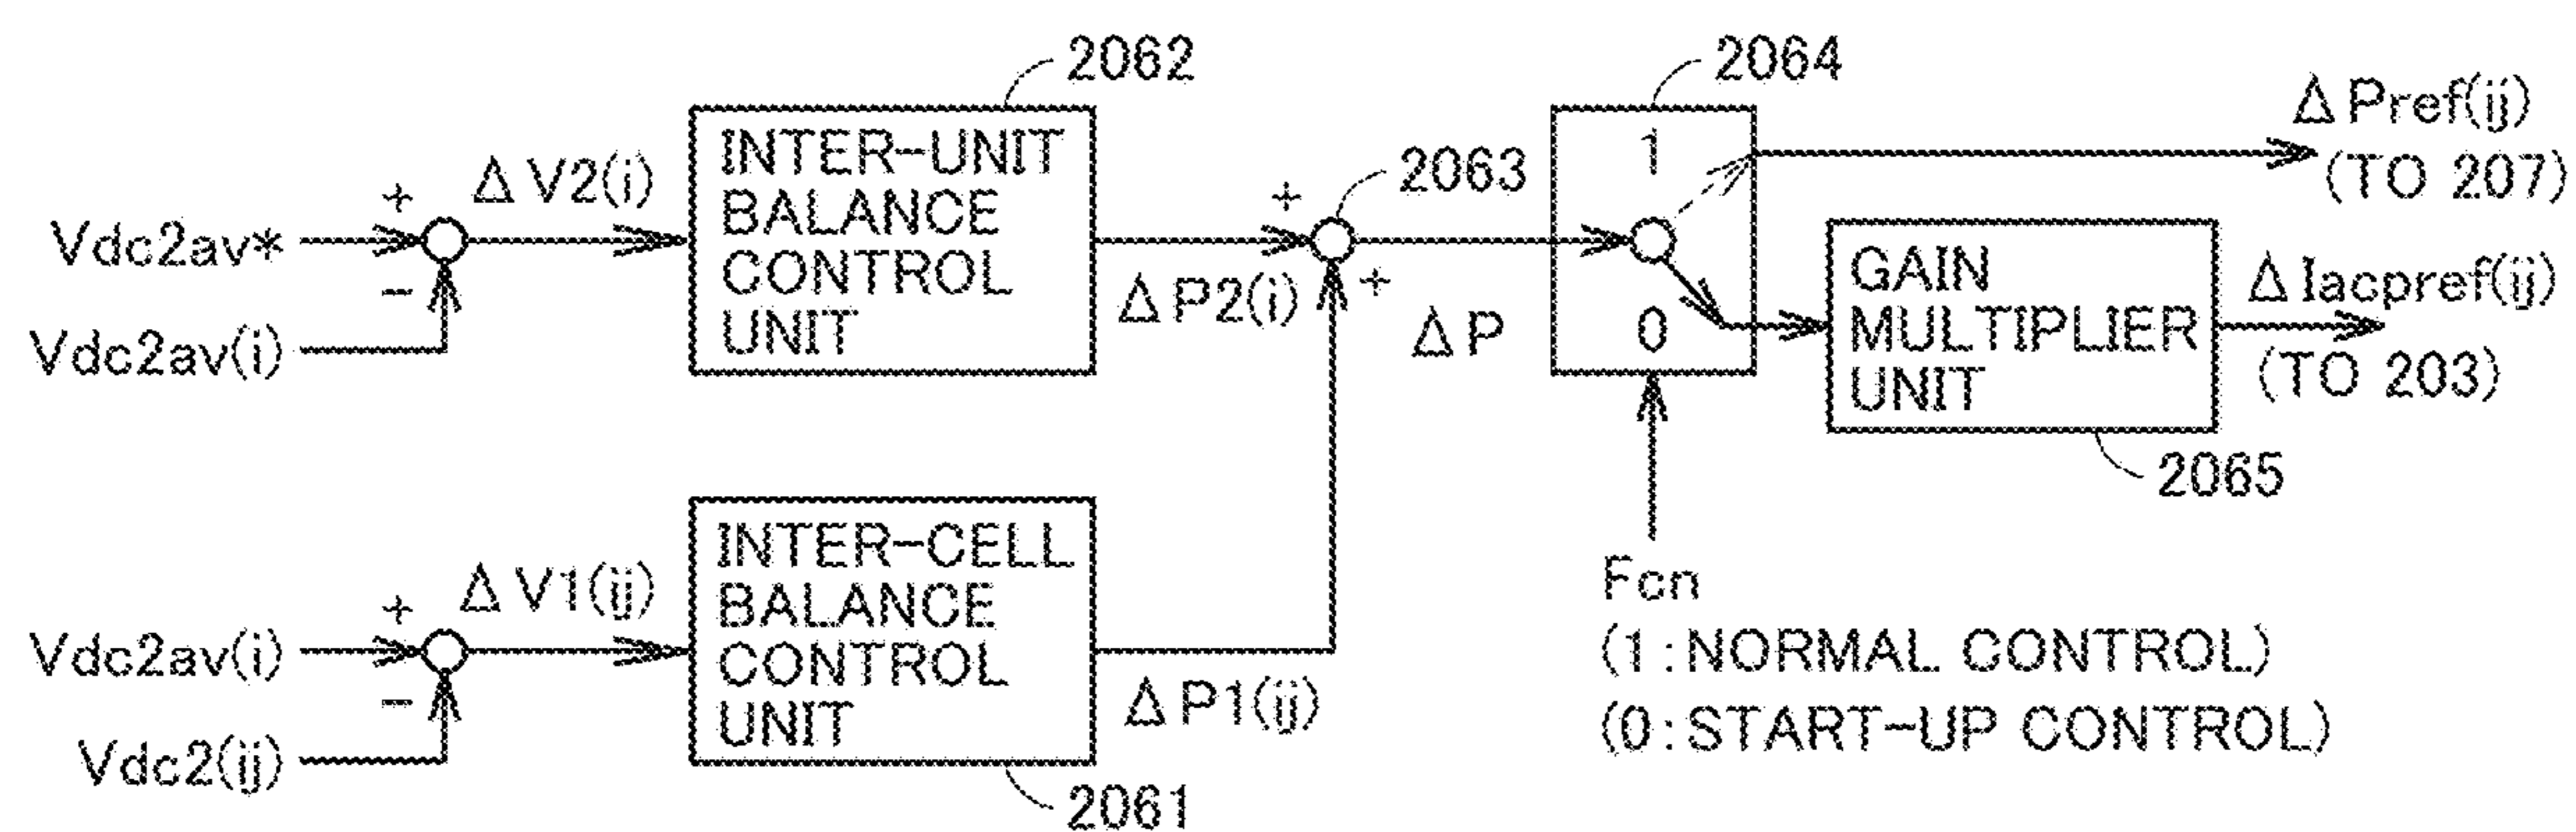 2062
2064
ΔPref(ij)
(TO 207)
INTER-UNIT
BALANCE
CONTROL
UNIT
1
0
2063
+
ΔV2(i)
Vdc2av*
−
Vdc2av(i)
+
ΔP2(i)
+
ΔP
GAIN
MULTIPLIER
UNIT
ΔIacpref(ij)
(TO 203)
2065
INTER-CELL
BALANCE
CONTROL
UNIT
+
ΔV1(ij)
Vdc2av(i)
−
Vdc2(ij)
ΔP1(ij)
2061
Fcn
(1:NORMAL CONTROL)
(0:START-UP CONTROL)